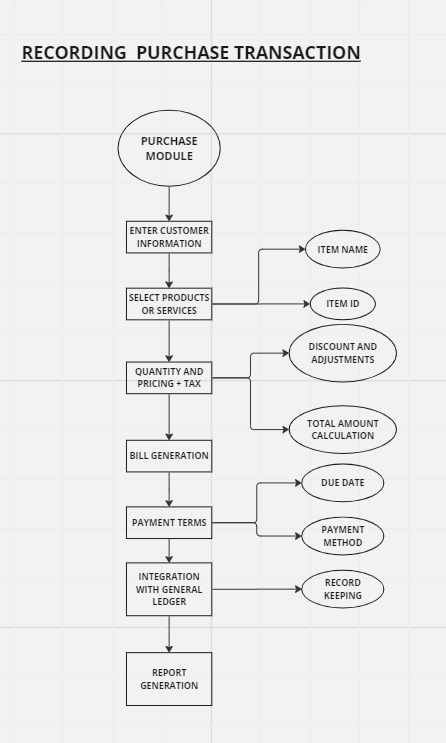 RECORDING PURCHASE TRANSACTION
PURCHASE
MODULE
ENTER CUSTOMER
INFORMATION
ITEM NAME
SELECT PRODUCTS
OR SERVICES
ITEM ID
DISCOUNT AND
ADJUSTMENTS
QUANTITY AND
PRICING + TAX
TOTAL AMOUNT
CALCULATION
BILL GENERATION
DUE DATE
PAYMENT TERMS
PAYMENT
METHOD
INTEGRATION
WITH GENERAL
LEDGER
RECORD
KEEPING
REPORT
GENERATION